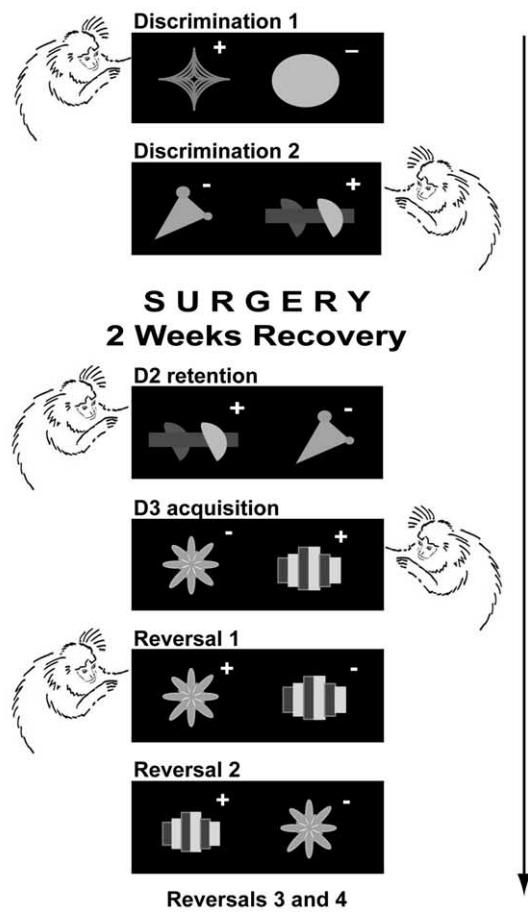 Discrimination 1
+ –
Discrimination 2
- +
S U R G E R Y
2 Weeks Recovery
D2 retention
+ -
D3 acquisition
- +
Reversal 1
+ -
Reversal 2
+ -
Reversals 3 and 4